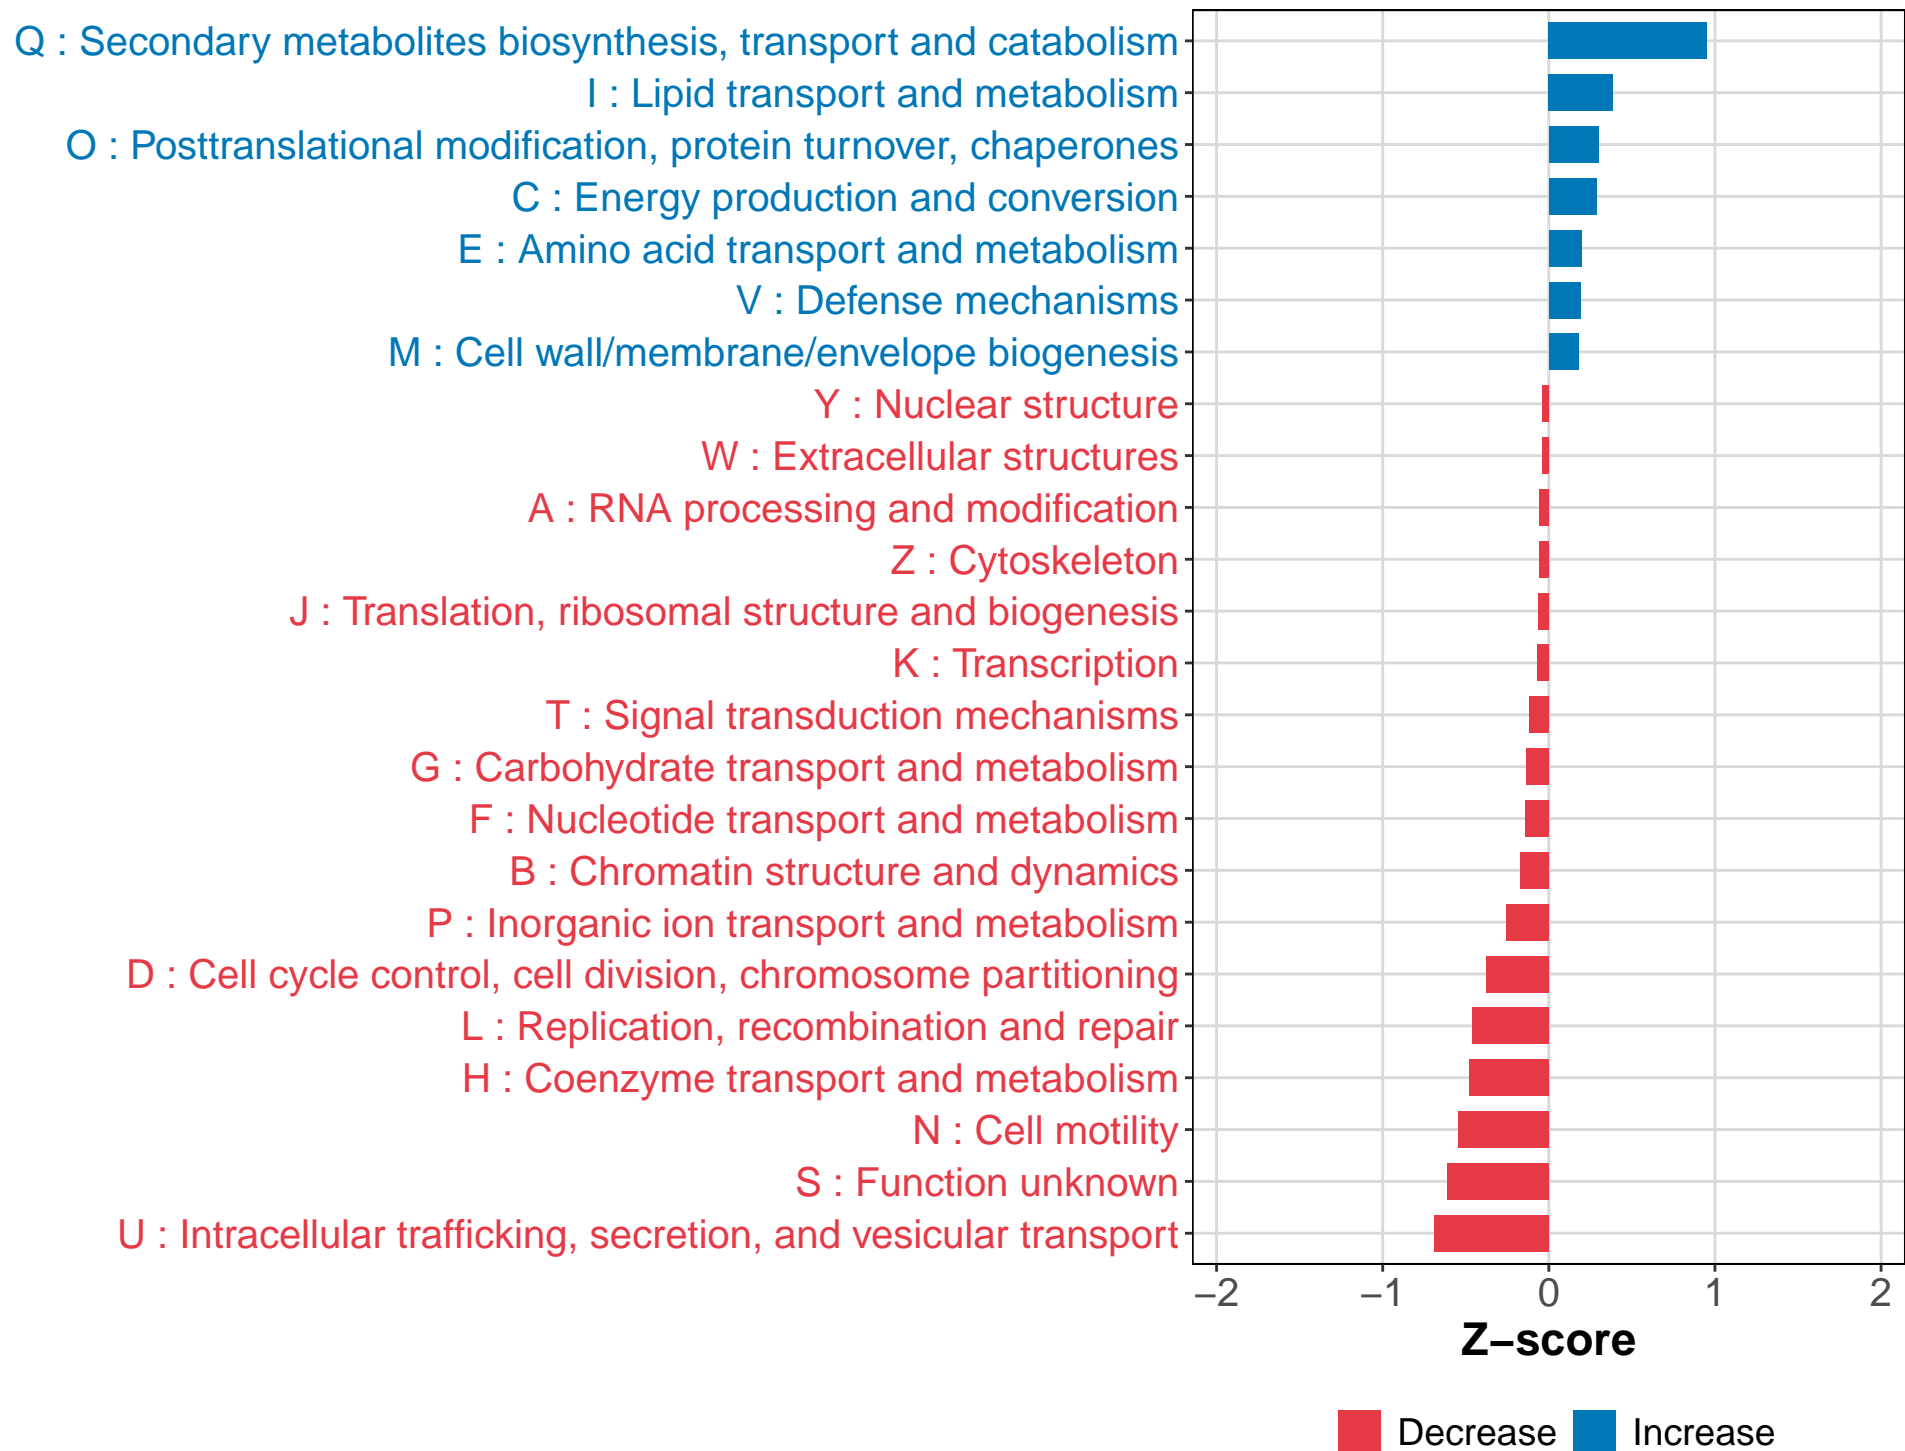 Q : Secondary metabolites biosynthesis, transport and catabolism
I : Lipid transport and metabolism
O : Posttranslational modification, protein turnover, chaperones
C : Energy production and conversion
E : Amino acid transport and metabolism
V : Defense mechanisms
M : Cell wall/membrane/envelope biogenesis
Y : Nuclear structure
W : Extracellular structures
A : RNA processing and modification
Z : Cytoskeleton
J : Translation, ribosomal structure and biogenesis
K : Transcription
T : Signal transduction mechanisms
G : Carbohydrate transport and metabolism
F : Nucleotide transport and metabolism
B : Chromatin structure and dynamics
P : Inorganic ion transport and metabolism
D : Cell cycle control, cell division, chromosome partitioning
L : Replication, recombination and repair
H : Coenzyme transport and metabolism
N : Cell motility
S : Function unknown
U : Intracellular trafficking, secretion, and vesicular transport
−2 −1 0 1 2
Z−score
Decrease Increase